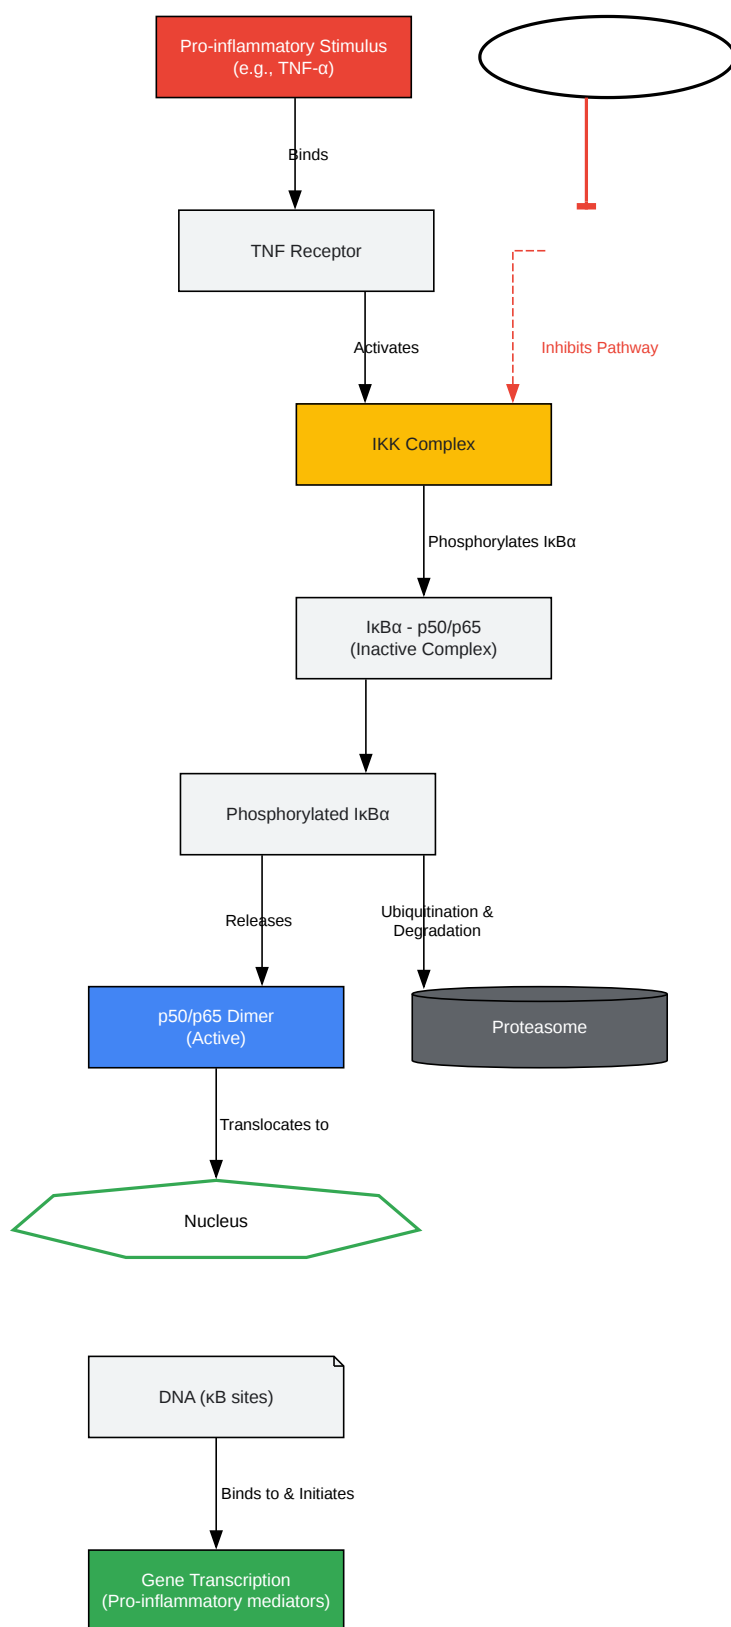 Pro-inflammatory Stimulus
(e.g., TNF-α)
Binds
TNF Receptor
Activates
Inhibits Pathway
IKK Complex
Phosphorylates IκBα
IκBα - p50/p65
(Inactive Complex)
Phosphorylated IκBα
Releases
Ubiquitination &
Degradation
p50/p65 Dimer
(Active)
Proteasome
Translocates to
Nucleus
DNA (κB sites)
Binds to & Initiates
Gene Transcription
(Pro-inflammatory mediators)